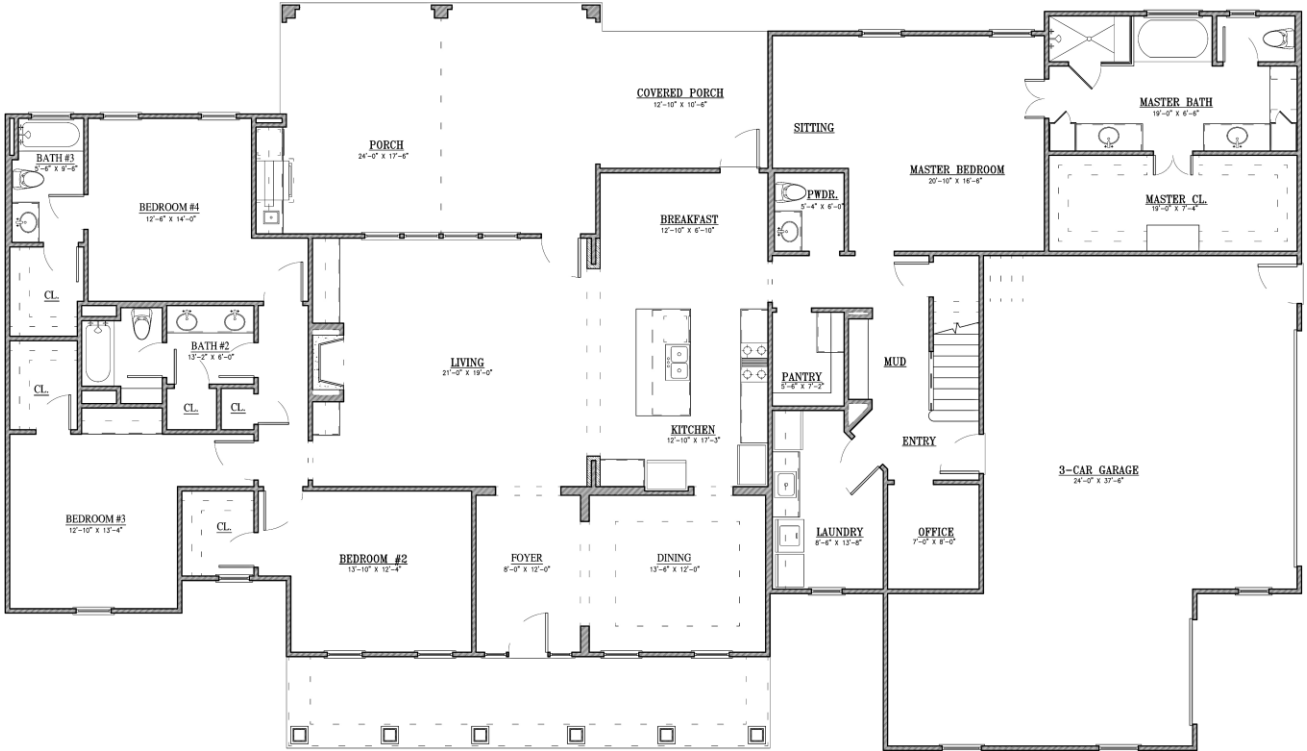 COVERED PORCH
12'-10" X 10'-6"
MASTER BATH
19'-0" X 6'-6"
SITTING
PORCH
24'-0" X 17'-6"
BATH #3
5'-6" X 9'-6"
MASTER BEDROOM
20'-10" X 16'-6"
PWDR.
5'-4" X 6'-0"
MASTER CL.
19'-0" X 7'-4"
BEDROOM #4
12'-6" X 14'-0"
BREAKFAST
12'-10" X 6'-10"
CL.
BATH #2
13'-2" X 6'-0"
LIVING
21'-0" X 19'-0"
MUD
PANTRY
5'-6" X 7'-2"
CL.
CL.
CL.
KITCHEN
12'-10" X 17'-3"
ENTRY
3-CAR GARAGE
24'-0" X 37'-6"
BEDROOM #3
12'-10" X 13'-4"
CL.
BEDROOM #2
13'-10" X 12'-4"
FOYER
8'-0" X 12'-0"
DINING
13'-6" X 12'-0"
LAUNDRY
8'-6" X 13'-8"
OFFICE
7'-0" X 8'-0"